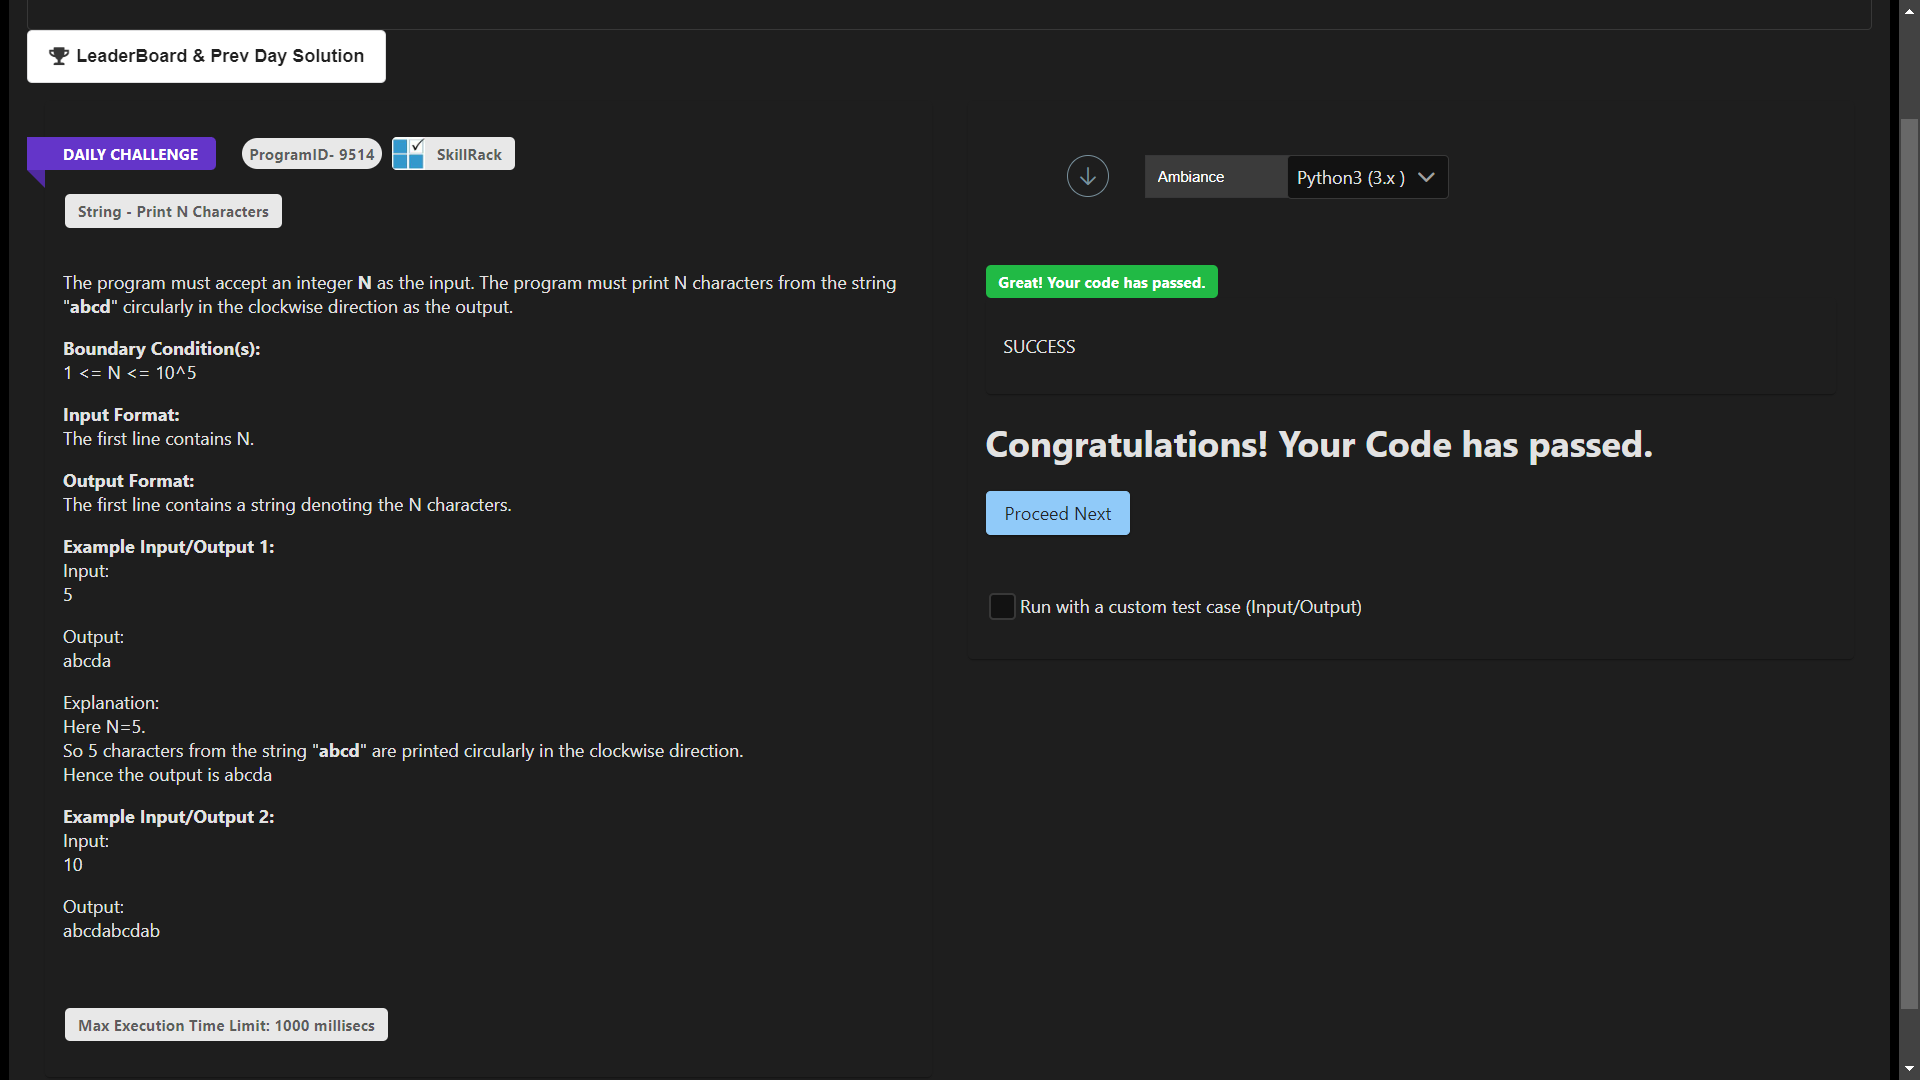 LeaderBoard & Prev Day Solution
DAILY CHALLENGE
ProgramID- 9514
SkillRack
String - Print N Characters
The program must accept an integer N as the input. The program must print N characters from the string
"abcd" circularly in the clockwise direction as the output.
Boundary Condition(s):
1 <= N <= 10^5
Input Format:
The first line contains N.
Output Format:
The first line contains a string denoting the N characters.
Example Input/Output 1:
Input:
5
Output:
abcda
Explanation:
Here N=5.
So 5 characters from the string "abcd" are printed circularly in the clockwise direction.
Hence the output is abcda
Example Input/Output 2:
Input:
10
Output:
abcdabcdab
Max Execution Time Limit: 1000 millisecs
Ambiance
Python3 (3.x )
Great! Your code has passed.
SUCCESS
Congratulations! Your Code has passed.
Proceed Next
Run with a custom test case (Input/Output)